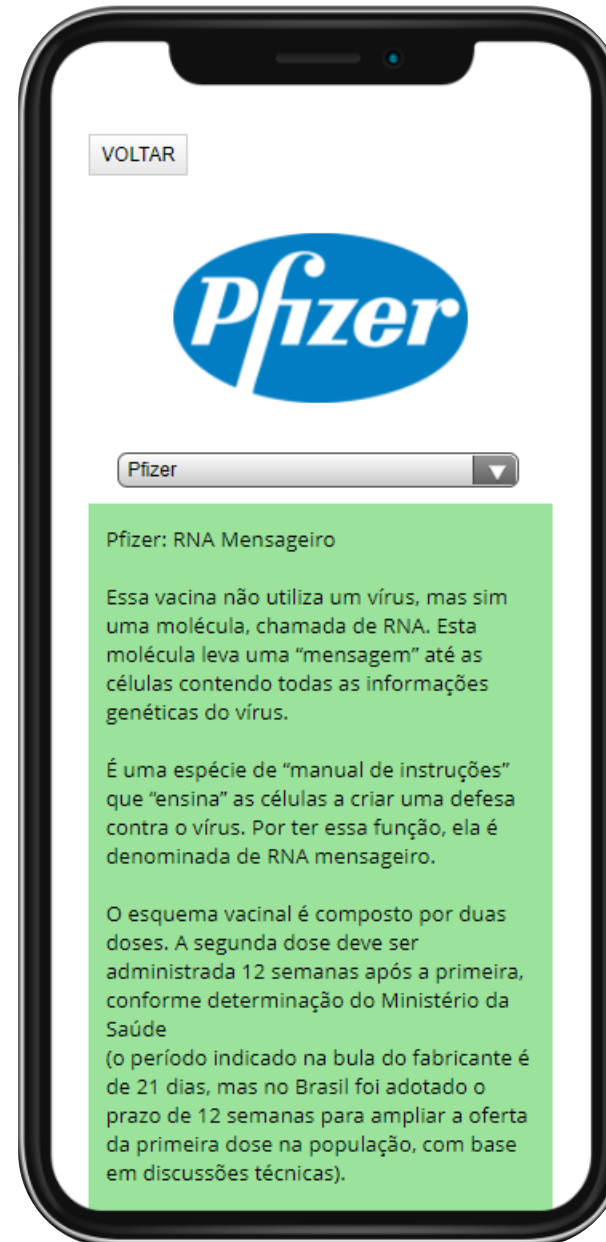 VOLTAR
Pfizer
Pfizer
Pfizer: RNA Mensageiro
Essa vacina não utiliza um vírus, mas sim
uma molécula, chamada de RNA. Esta
molécula leva uma “mensagem” até as
células contendo todas as informações
genéticas do vírus.
É uma espécie de “manual de instruções”
que “ensina” as células a criar uma defesa
contra o vírus. Por ter essa função, ela é
denominada de RNA mensageiro.
O esquema vacinal é composto por duas
doses. A segunda dose deve ser
administrada 12 semanas após a primeira,
conforme determinação do Ministério da
Saúde
(o período indicado na bula do fabricante é
de 21 dias, mas no Brasil foi adotado o
prazo de 12 semanas para ampliar a oferta
da primeira dose na população, com base
em discussões técnicas).